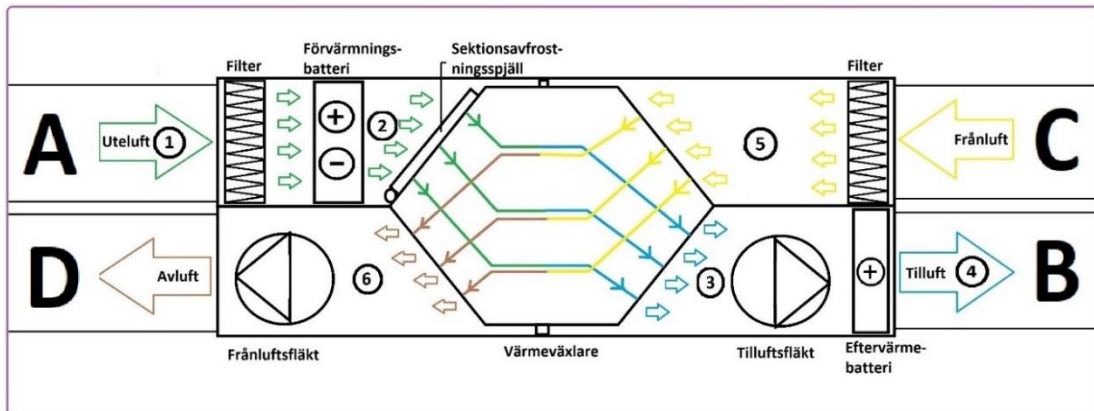 Förvärmnings-
batteri
Sektionsavfrost-
ningsspjäll
Filter
Filter
A
Uteluft 1
+
−
2
5
Frånluft
C
D
Avluft
6
3
+
Tilluft 4
B
Frånluftsfläkt
Värmeväxlare
Tilluftsfläkt
Eftervärme-
batteri